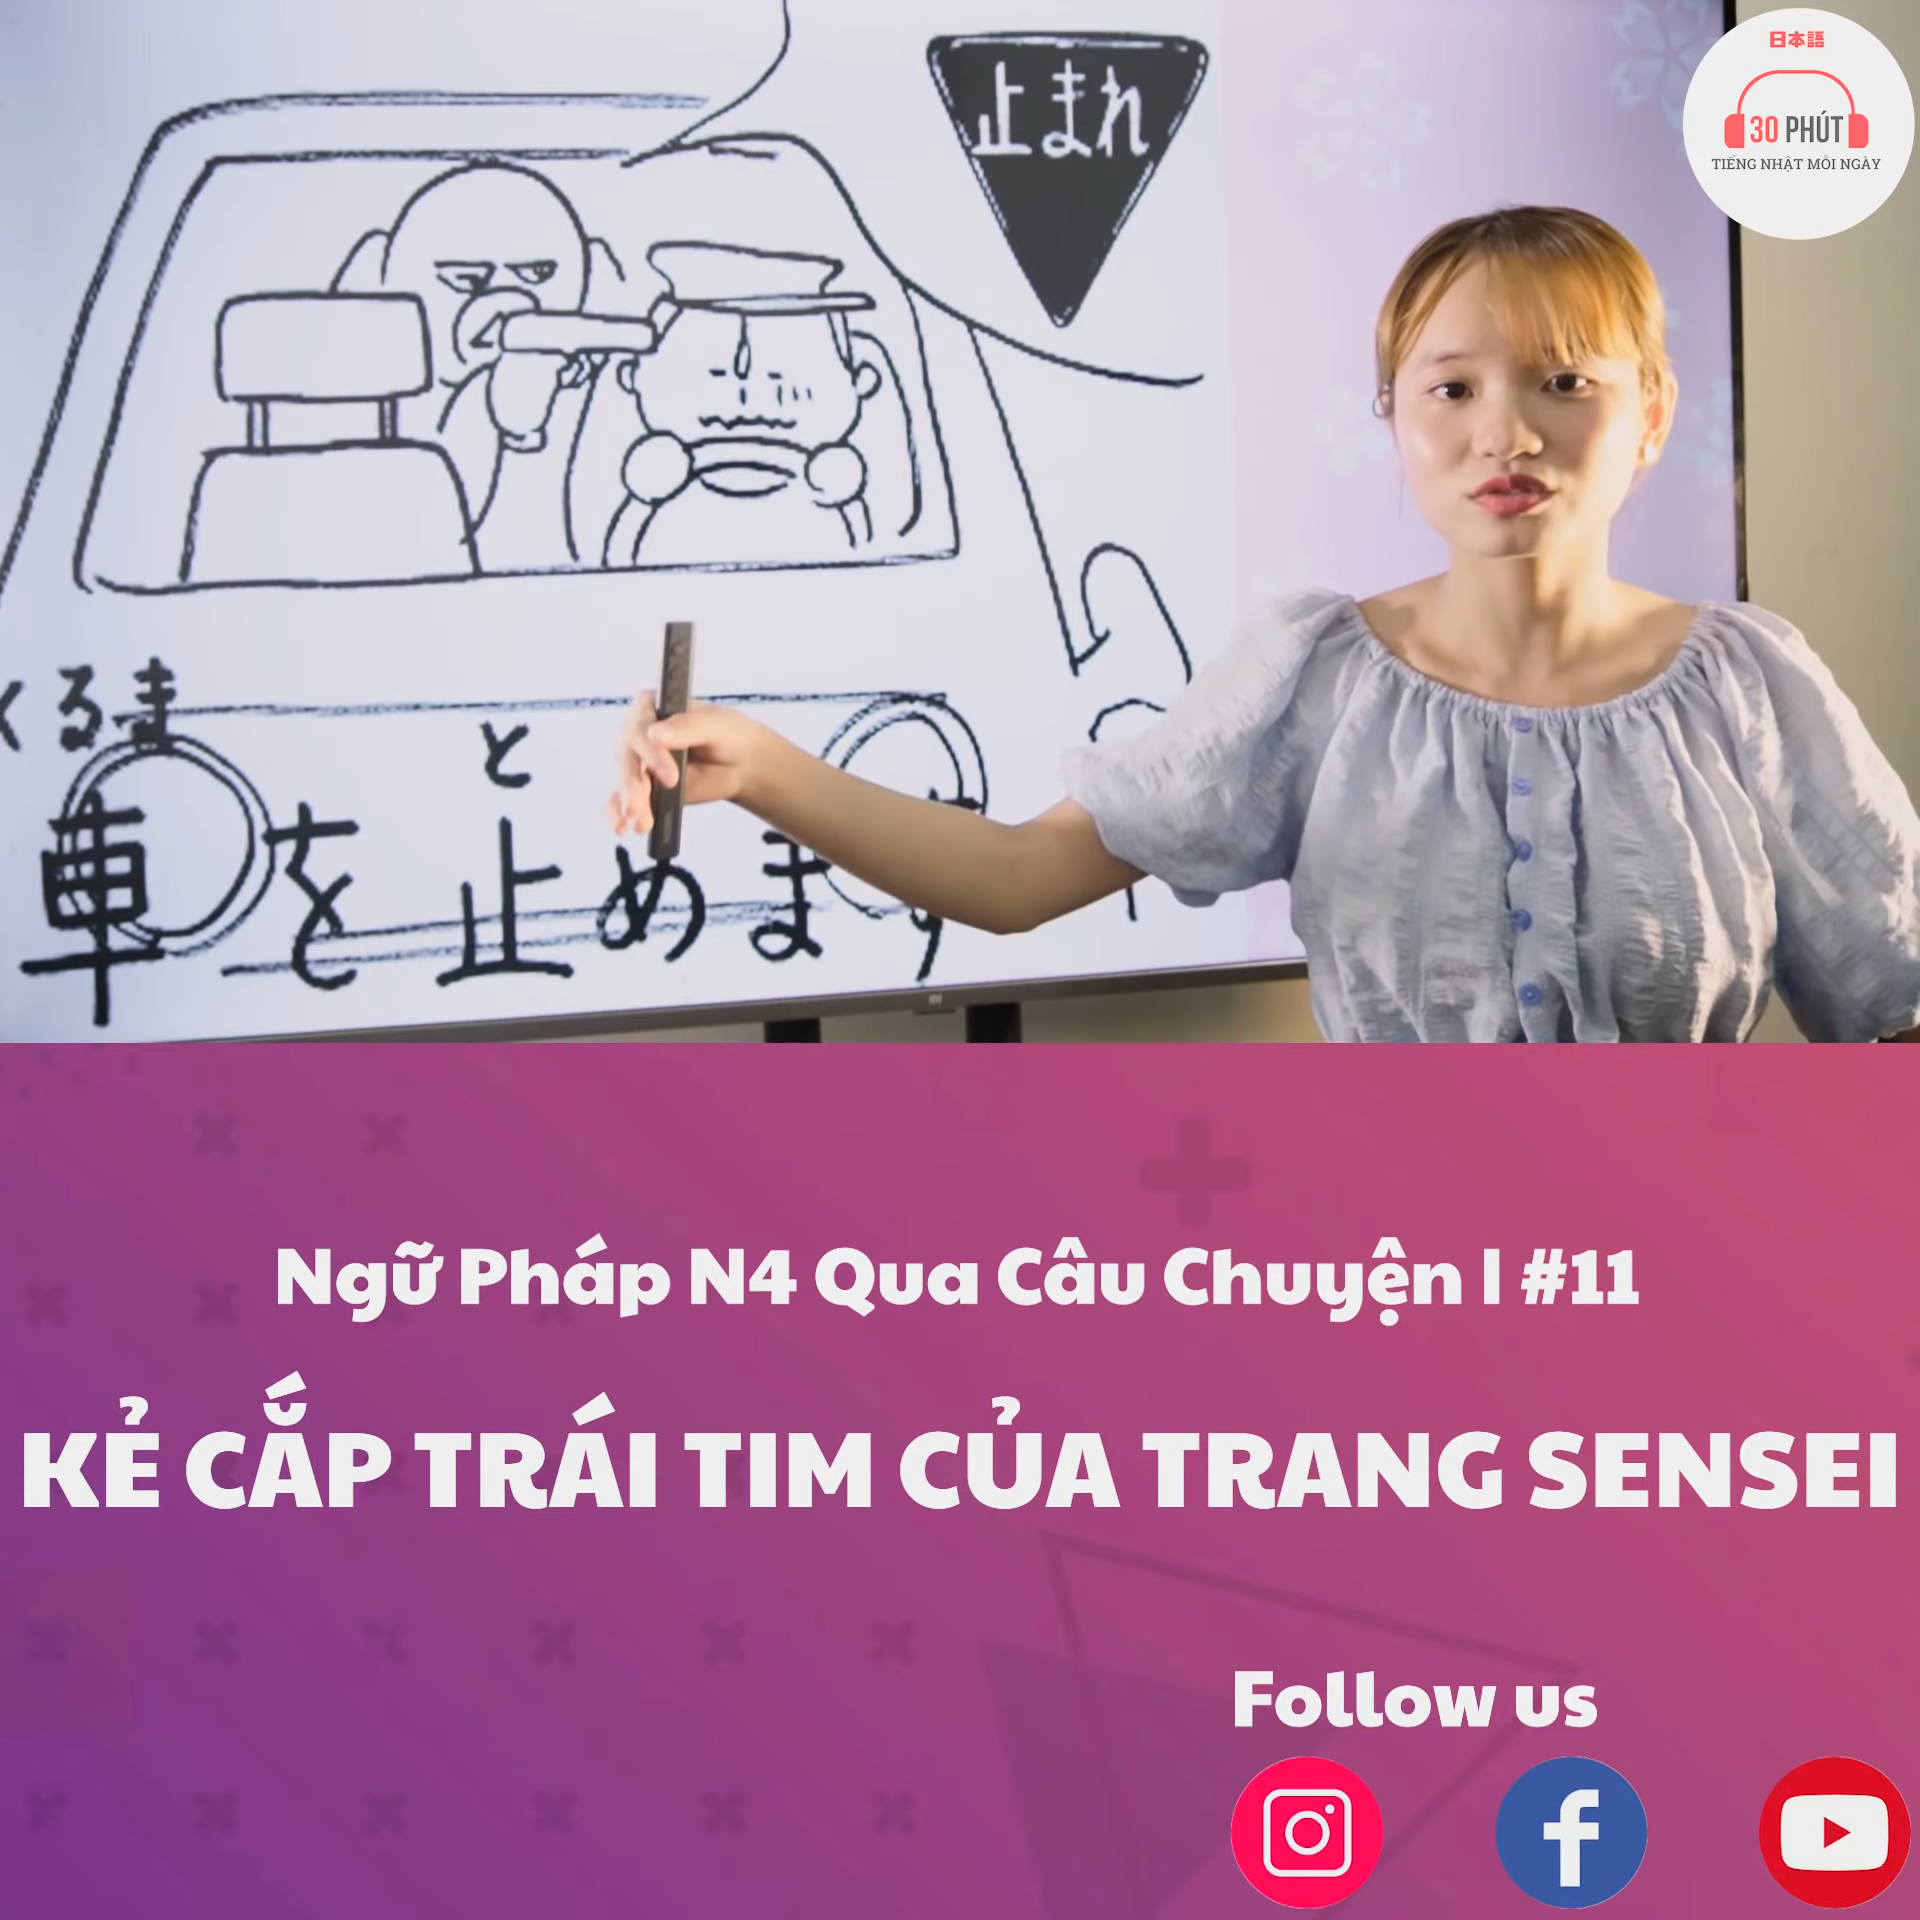 止まれ
日本語
30 PHÚT
TIẾNG NHẬT MỖI NGÀY
くるま
と
車を止めます
Ngữ Pháp N4 Qua Câu Chuyện I #11
KẺ CẮP TRÁI TIM CỦA TRANG SENSEI
Follow us